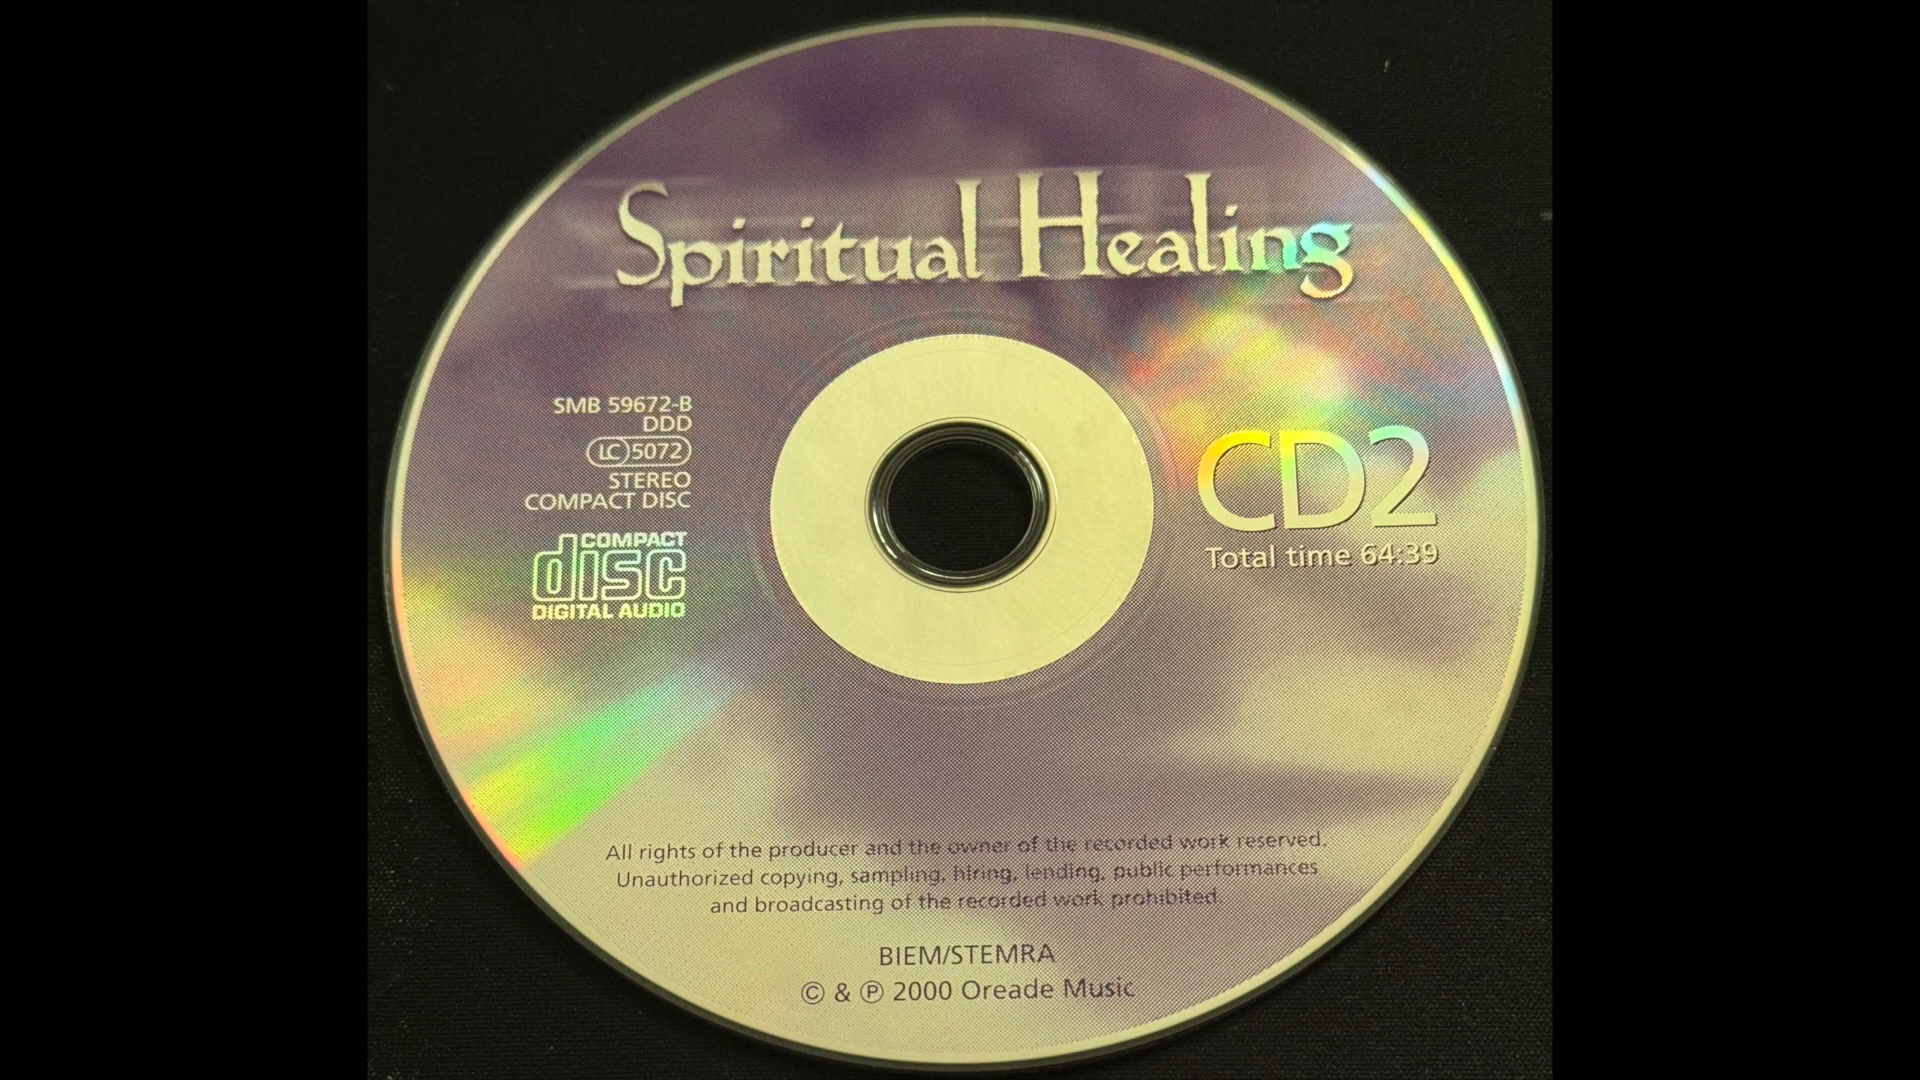 Spiritual Healing
SMB 59672-B
DDD
LC 5072
STEREO
COMPACT DISC
COMPACT
disc
DIGITAL AUDIO
CD2
Total time 64:39
All rights of the producer and the owner of the recorded work reserved.
Unauthorized copying, sampling, hiring, lending, public performances
and broadcasting of the recorded work prohibited.
BIEM/STEMRA
© & ℗ 2000 Oreade Music